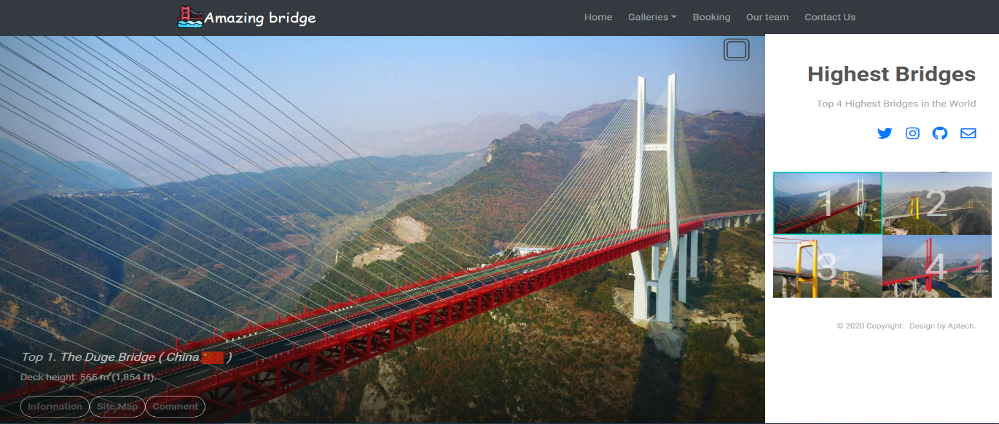 Amazing bridge
Home Galleries Booking Our team Contact Us
Highest Bridges
Top 4 Highest Bridges in the World
1 2
3 4
© 2020 Copyright: Design by Aptech.
Top 1. The Duge Bridge ( China )
Deck height: 565 m (1,854 ft).
Information Site Map Comment